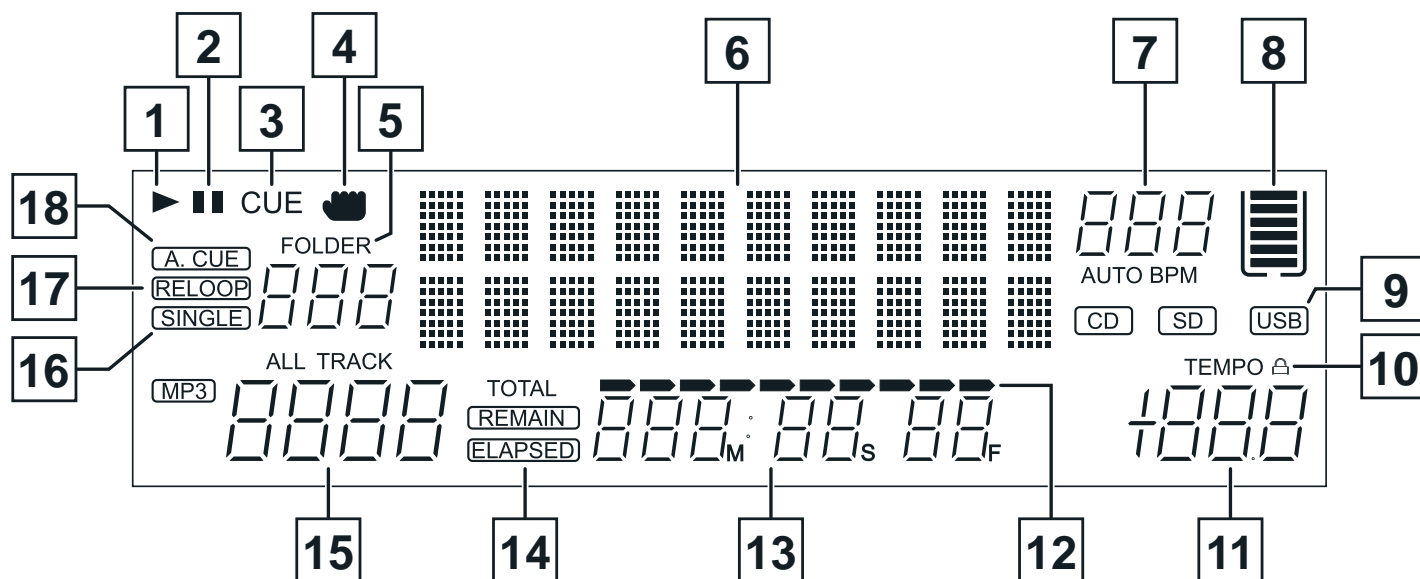 2 4 6 7 8
1 3 5
CUE
18
FOLDER
A. CUE
AUTO BPM
17
RELOOP
9
SINGLE
CD SD USB
16
ALL TRACK
TEMPO
10
MP3
TOTAL
REMAIN
ELAPSED
M S F
15 14 13 12 11